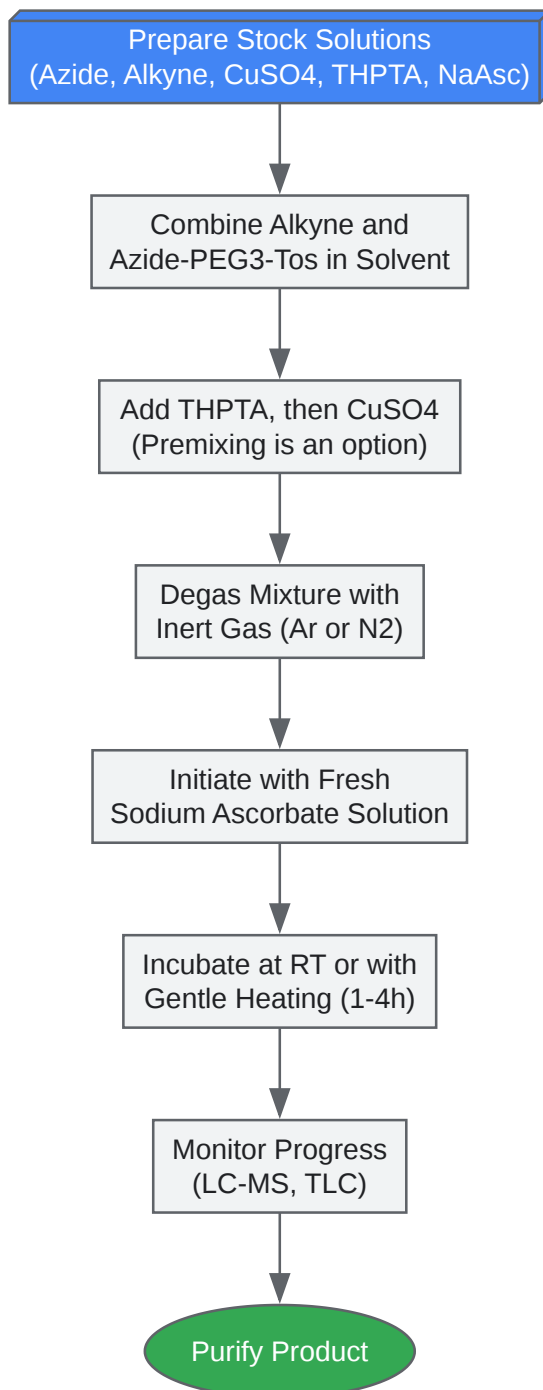 Prepare Stock Solutions
(Azide, Alkyne, CuSO4, THPTA, NaAsc)
Combine Alkyne and
Azide-PEG3-Tos in Solvent
Add THPTA, then CuSO4
(Premixing is an option)
Degas Mixture with
Inert Gas (Ar or N2)
Initiate with Fresh
Sodium Ascorbate Solution
Incubate at RT or with
Gentle Heating (1-4h)
Monitor Progress
(LC-MS, TLC)
Purify Product